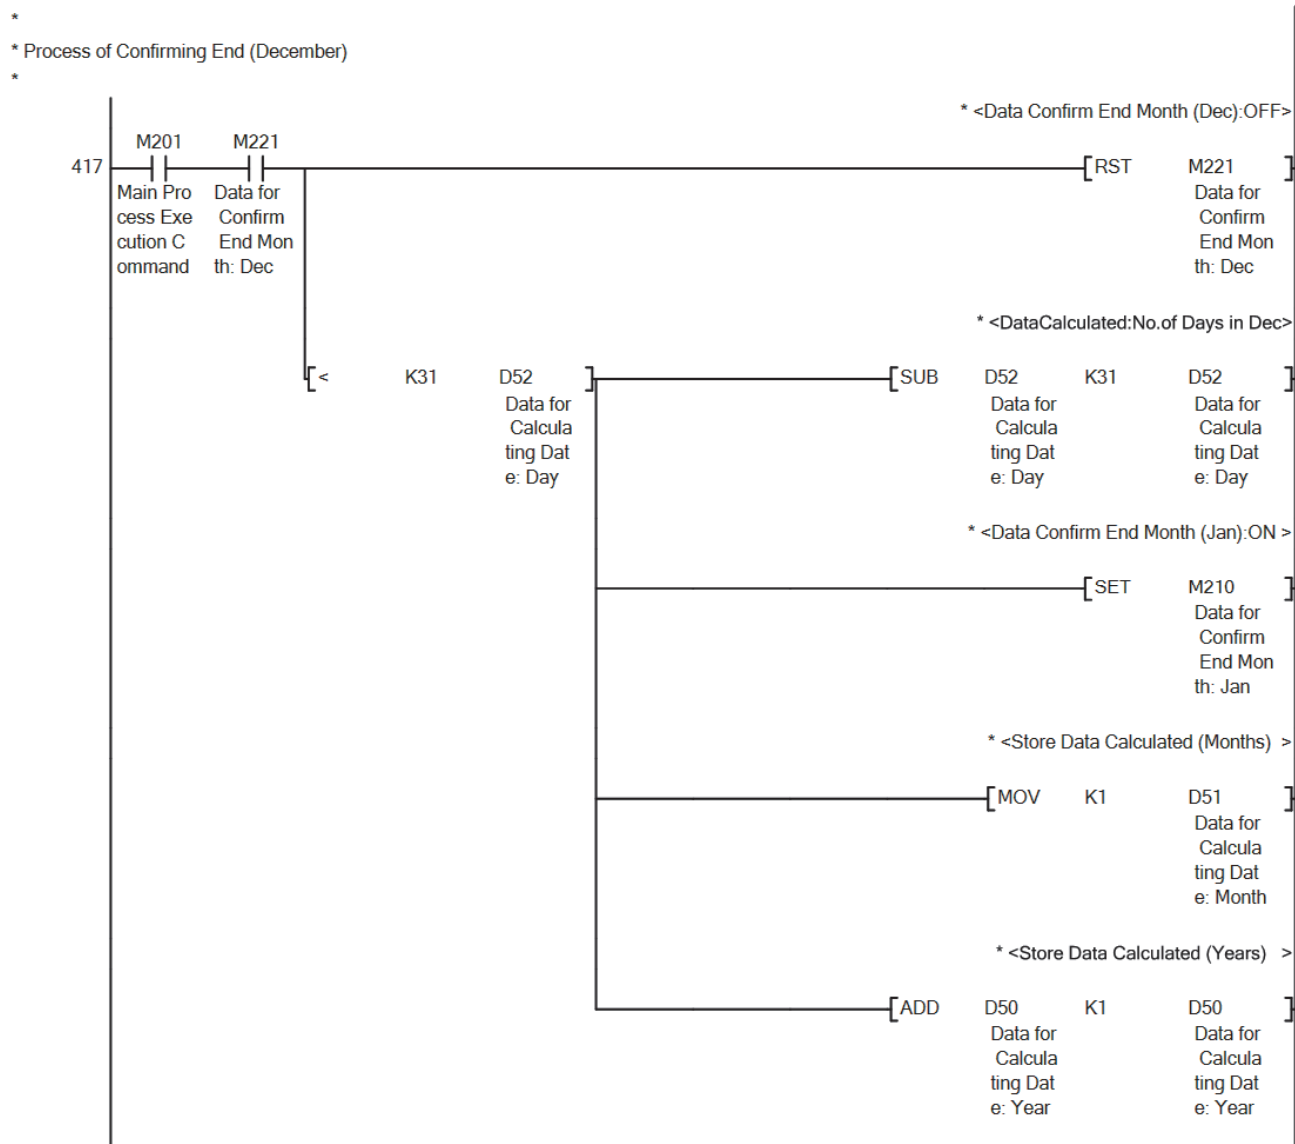 *
* Process of Confirming End (December)
*
* <Data Confirm End Month (Dec):OFF>
M201 M221
417 [RST M221 ]
Main Pro Data for Data for
cess Exe Confirm Confirm
cution C End Mon End Mon
ommand th: Dec th: Dec
* <DataCalculated:No.of Days in Dec>
[< K31 D52 ] [SUB D52 K31 D52 ]
Data for Data for Data for
Calcula Calcula Calcula
ting Dat ting Dat ting Dat
e: Day e: Day e: Day
* <Data Confirm End Month (Jan):ON >
[SET M210 ]
Data for
Confirm
End Mon
th: Jan
* <Store Data Calculated (Months) >
[MOV K1 D51 ]
Data for
Calcula
ting Dat
e: Month
* <Store Data Calculated (Years) >
[ADD D50 K1 D50 ]
Data for Data for
Calcula Calcula
ting Dat ting Dat
e: Year e: Year